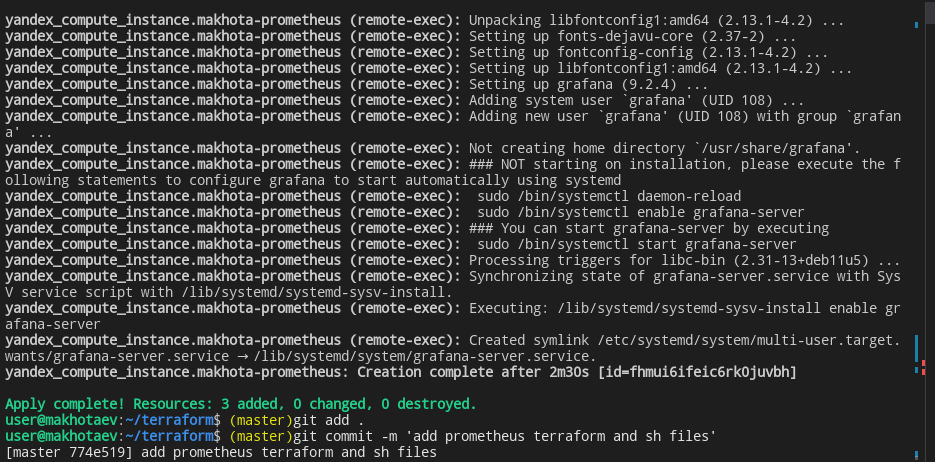 yandex_compute_instance.makhota-prometheus (remote-exec): Unpacking libfontconfig1:amd64 (2.13.1-4.2) ...
yandex_compute_instance.makhota-prometheus (remote-exec): Setting up fonts-dejavu-core (2.37-2) ...
yandex_compute_instance.makhota-prometheus (remote-exec): Setting up fontconfig-config (2.13.1-4.2) ...
yandex_compute_instance.makhota-prometheus (remote-exec): Setting up libfontconfig1:amd64 (2.13.1-4.2) ...
yandex_compute_instance.makhota-prometheus (remote-exec): Setting up grafana (9.2.4) ...
yandex_compute_instance.makhota-prometheus (remote-exec): Adding system user `grafana' (UID 108) ...
yandex_compute_instance.makhota-prometheus (remote-exec): Adding new user `grafana' (UID 108) with group `grafan
a' ...
yandex_compute_instance.makhota-prometheus (remote-exec): Not creating home directory `/usr/share/grafana'.
yandex_compute_instance.makhota-prometheus (remote-exec): ### NOT starting on installation, please execute the f
ollowing statements to configure grafana to start automatically using systemd
yandex_compute_instance.makhota-prometheus (remote-exec):  sudo /bin/systemctl daemon-reload
yandex_compute_instance.makhota-prometheus (remote-exec):  sudo /bin/systemctl enable grafana-server
yandex_compute_instance.makhota-prometheus (remote-exec): ### You can start grafana-server by executing
yandex_compute_instance.makhota-prometheus (remote-exec):  sudo /bin/systemctl start grafana-server
yandex_compute_instance.makhota-prometheus (remote-exec): Processing triggers for libc-bin (2.31-13+deb11u5) ...
yandex_compute_instance.makhota-prometheus (remote-exec): Synchronizing state of grafana-server.service with Sys
V service script with /lib/systemd/systemd-sysv-install.
yandex_compute_instance.makhota-prometheus (remote-exec): Executing: /lib/systemd/systemd-sysv-install enable gr
afana-server
yandex_compute_instance.makhota-prometheus (remote-exec): Created symlink /etc/systemd/system/multi-user.target.
wants/grafana-server.service → /lib/systemd/system/grafana-server.service.
yandex_compute_instance.makhota-prometheus: Creation complete after 2m30s [id=fhmui6ifeic6rk0juvbh]
Apply complete! Resources: 3 added, 0 changed, 0 destroyed.
user@makhotaev:~/terraform$ (master)git add .
user@makhotaev:~/terraform$ (master)git commit -m 'add prometheus terraform and sh files'
[master 774e519] add prometheus terraform and sh files